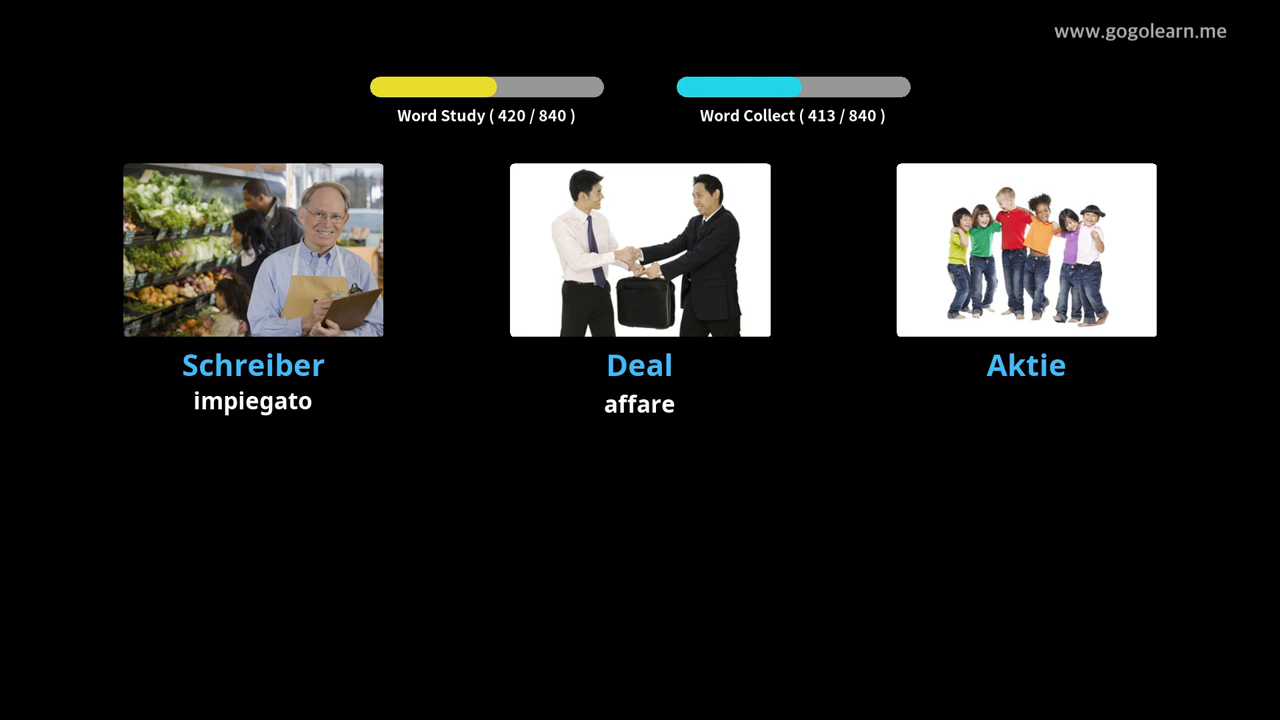 www.gogolearn.me
Word Study ( 420 / 840 )
Word Collect ( 413 / 840 )
Schreiber
impiegato
Deal
affare
Aktie